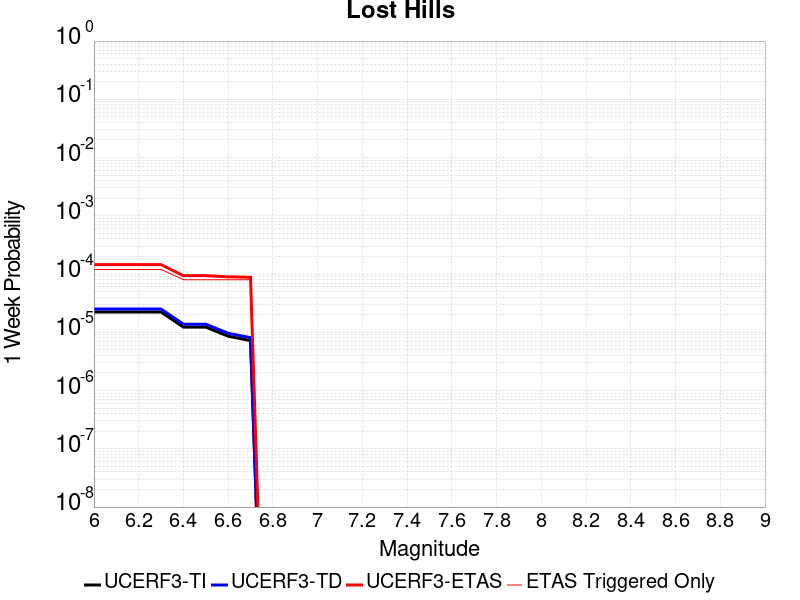 Lost Hills
1 Week Probability
10^0
10^-1
10^-2
10^-3
10^-4
10^-5
10^-6
10^-7
10^-8
6 6.2 6.4 6.6 6.8 7 7.2 7.4 7.6 7.8 8 8.2 8.4 8.6 8.8 9
Magnitude
UCERF3-TI UCERF3-TD UCERF3-ETAS ETAS Triggered Only